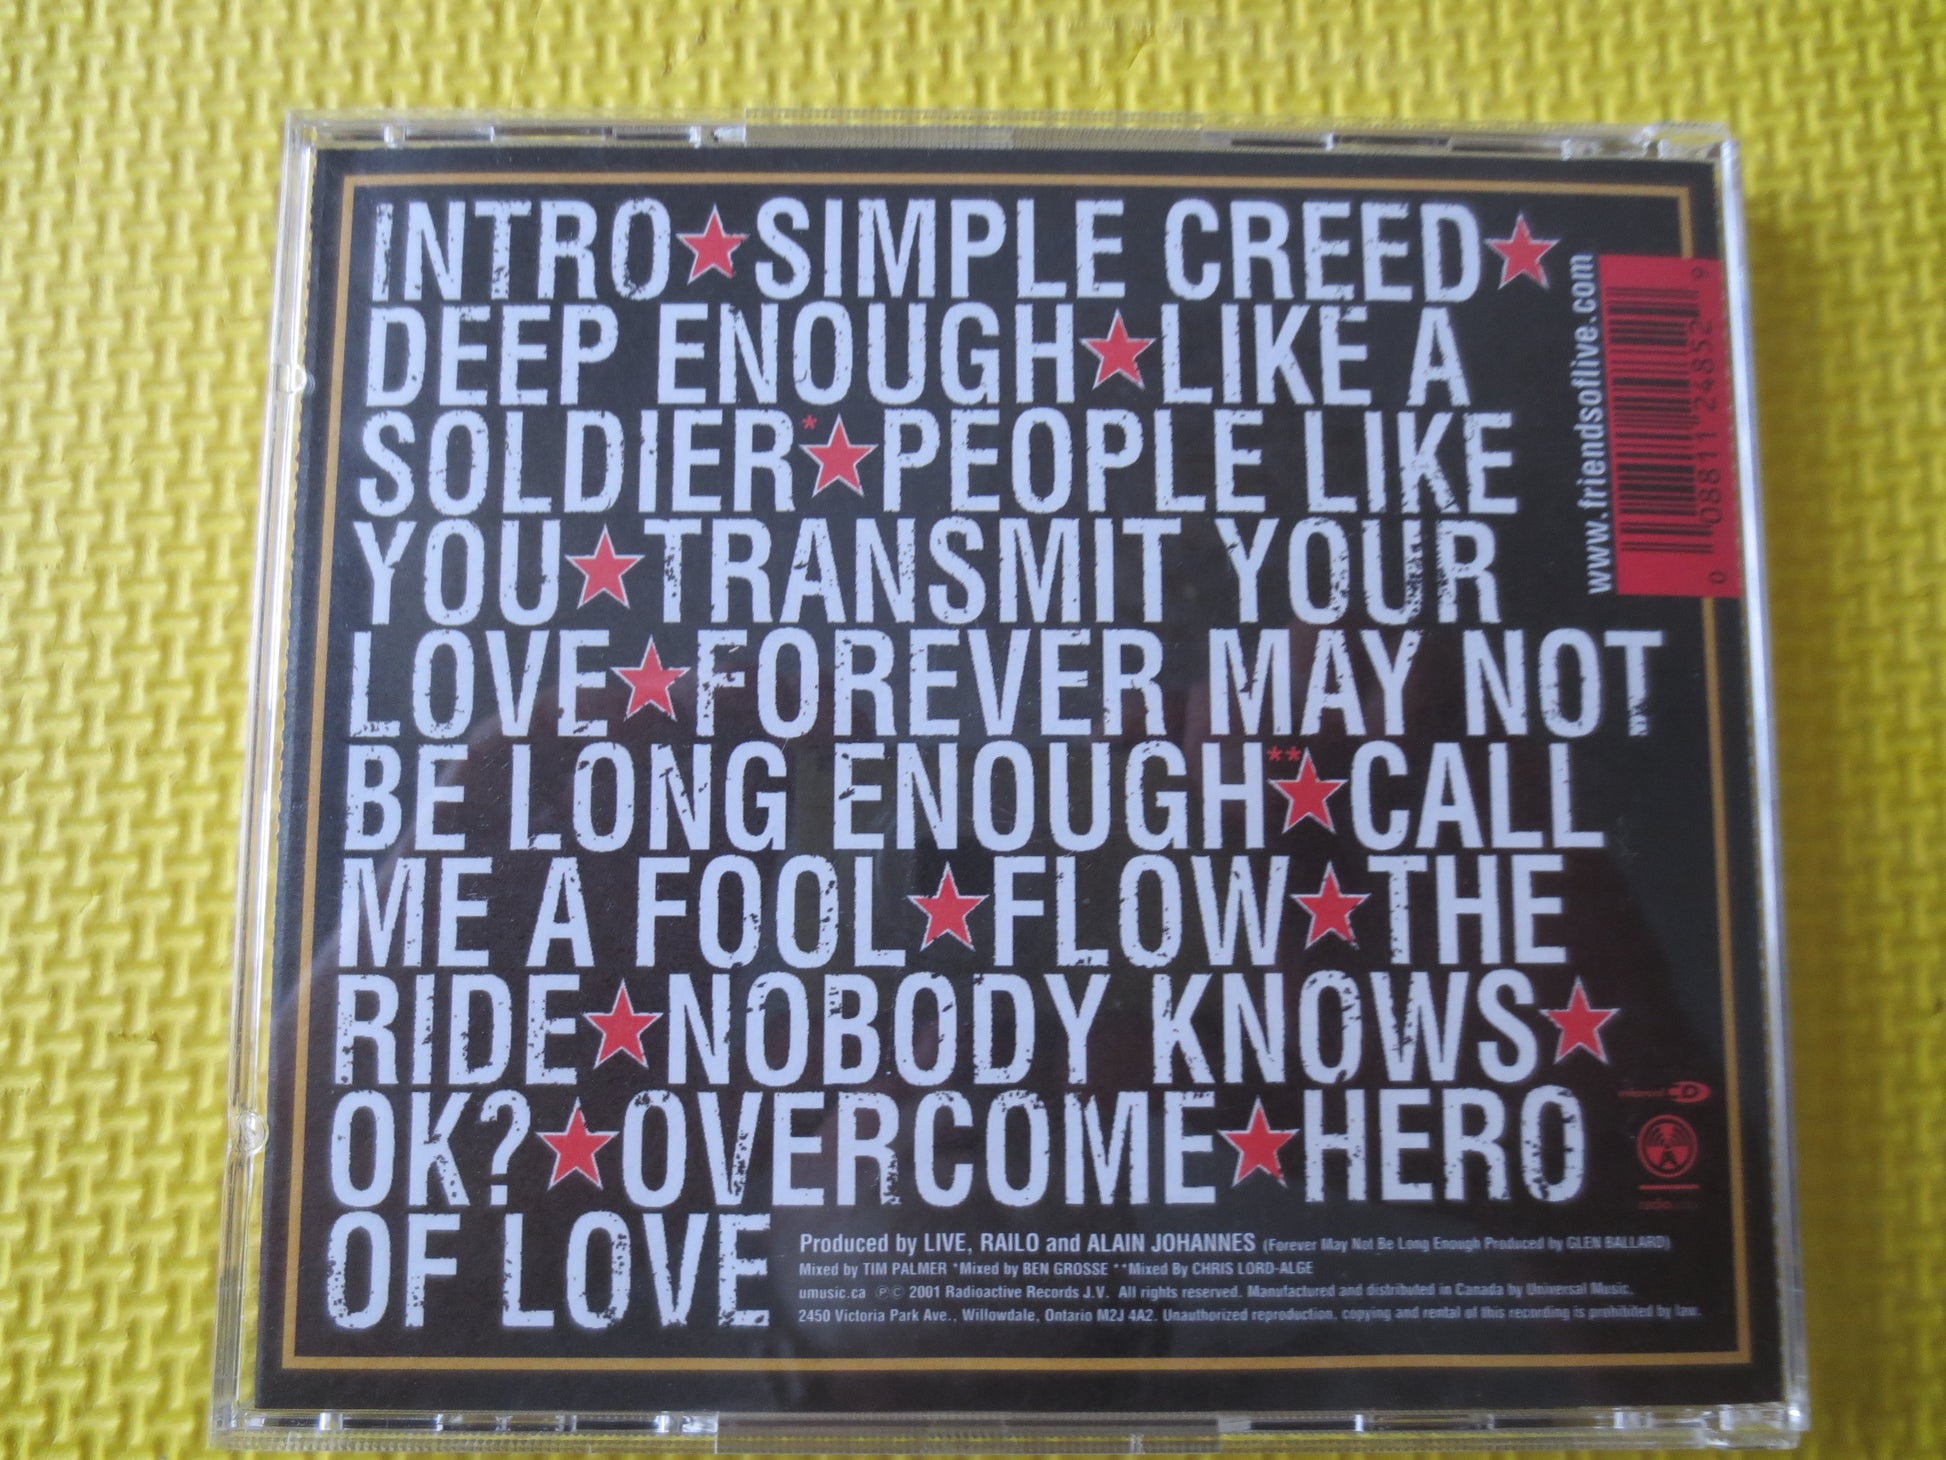 INTRO★SIMPLE CREED★
DEEP ENOUGH★LIKE A
SOLDIER*★PEOPLE LIKE
YOU★TRANSMIT YOUR
LOVE★FOREVER MAY NOT
BE LONG ENOUGH**★CALL
ME A FOOL★FLOW★THE
RIDE★NOBODY KNOWS★
OK?★OVERCOME★HERO
OF LOVE
Produced by LIVE, RAILO and ALAIN JOHANNES (Forever May Not Be Long Enough Produced by GLEN BALLARD)
Mixed by TIM PALMER *Mixed by BEN GROSSE **Mixed By CHRIS LORD-ALGE
umusic.ca ℗© 2001 Radioactive Records J.V. All rights reserved. Manufactured and distributed in Canada by Universal Music,
2450 Victoria Park Ave., Willowdale, Ontario M2J 4A2. Unauthorized reproduction, copying and rental of this recording is prohibited by law.
www.friendsoflive.com
0 08811 24852 9
enhanced CD